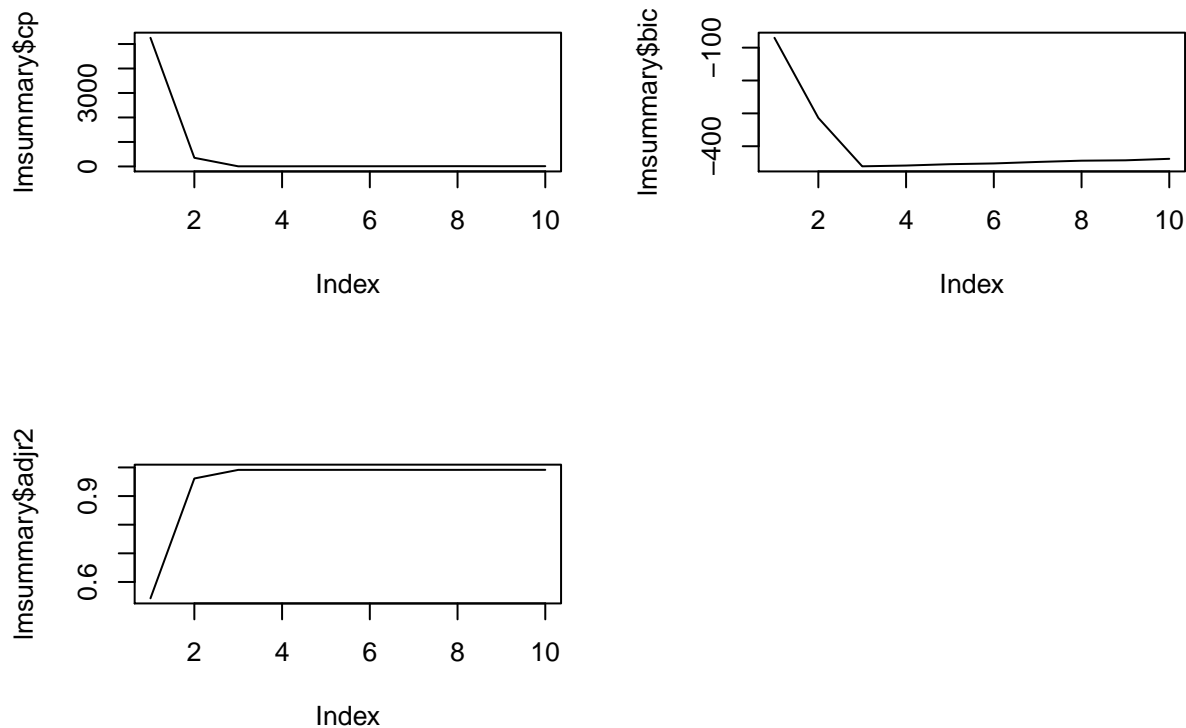 lmsummary$cp
3000
0
2 4 6 8 10
Index
lmsummary$bic
−100
−400
2 4 6 8 10
Index
lmsummary$adjr2
0.9
0.6
2 4 6 8 10
Index